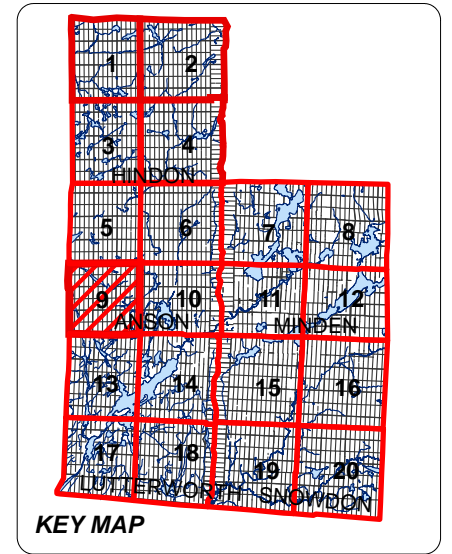 1 2
3 4
HINDON
5 6 7 8
9 10 11 12
ANSON MINDEN
13 14 15 16
17 18 19 20
LUTTERWORTH SNOWDON
KEY MAP